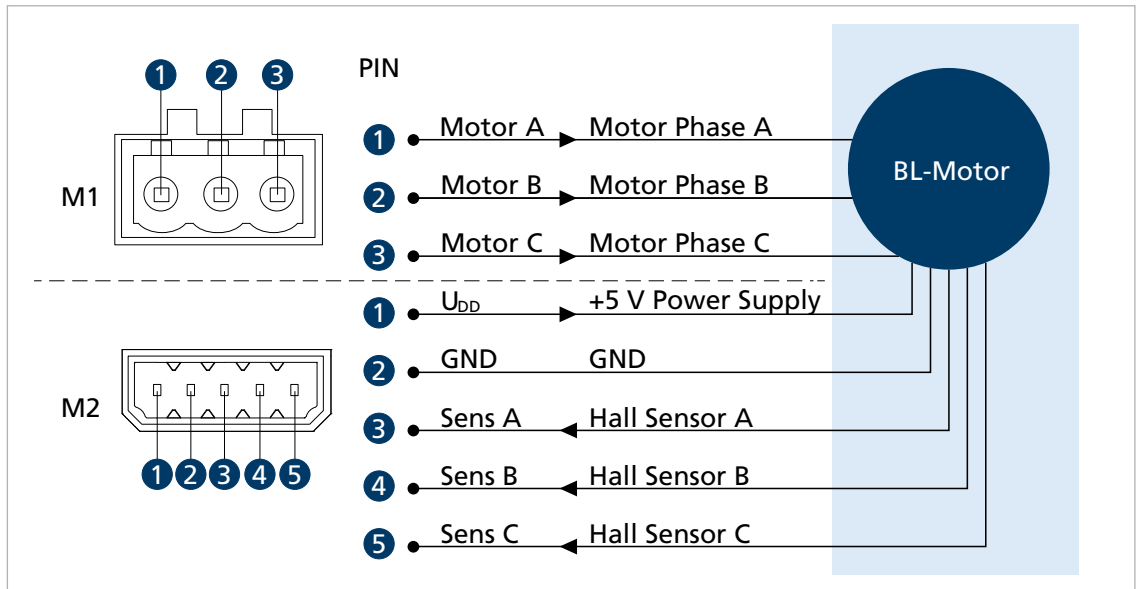 1 2 3
PIN
M1
1 Motor A Motor Phase A
2 Motor B Motor Phase B
3 Motor C Motor Phase C
BL-Motor
M2
1 2 3 4 5
1 UDD +5 V Power Supply
2 GND GND
3 Sens A Hall Sensor A
4 Sens B Hall Sensor B
5 Sens C Hall Sensor C